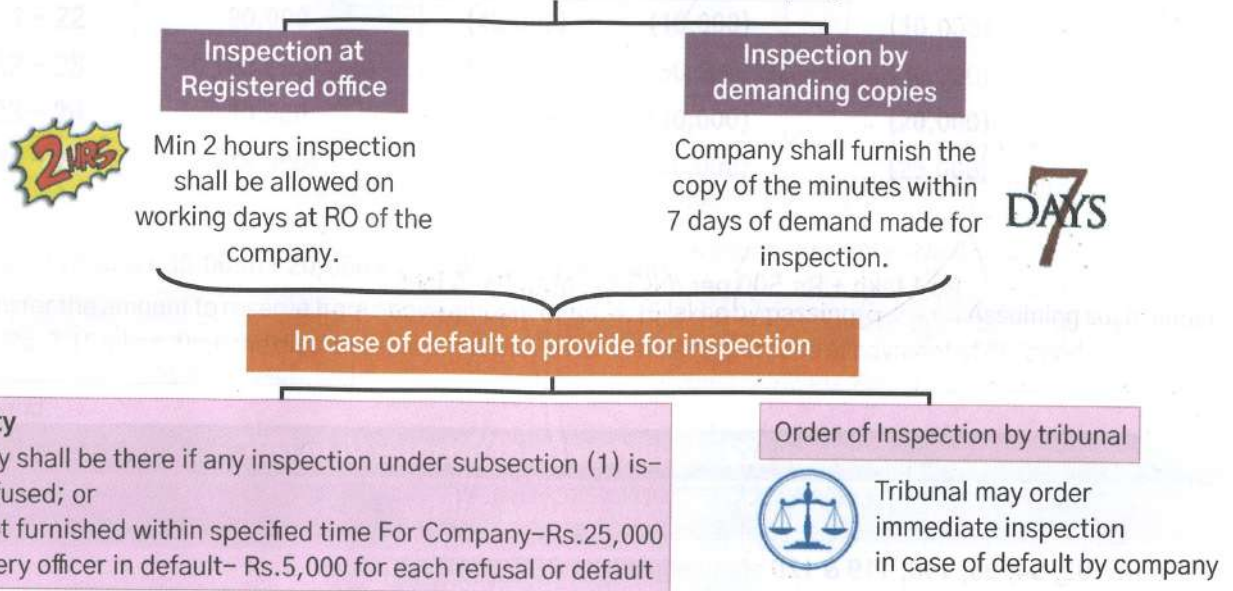 Inspection at
Registered office
2 HRS
Min 2 hours inspection
shall be allowed on
working days at RO of the
company.
Inspection by
demanding copies
Company shall furnish the
copy of the minutes within
7 days of demand made for
inspection.
7 DAYS
In case of default to provide for inspection
ty
y shall be there if any inspection under subsection (1) is-
fused; or
t furnished within specified time For Company-Rs.25,000
ery officer in default- Rs.5,000 for each refusal or default
Order of Inspection by tribunal
Tribunal may order
immediate inspection
in case of default by company